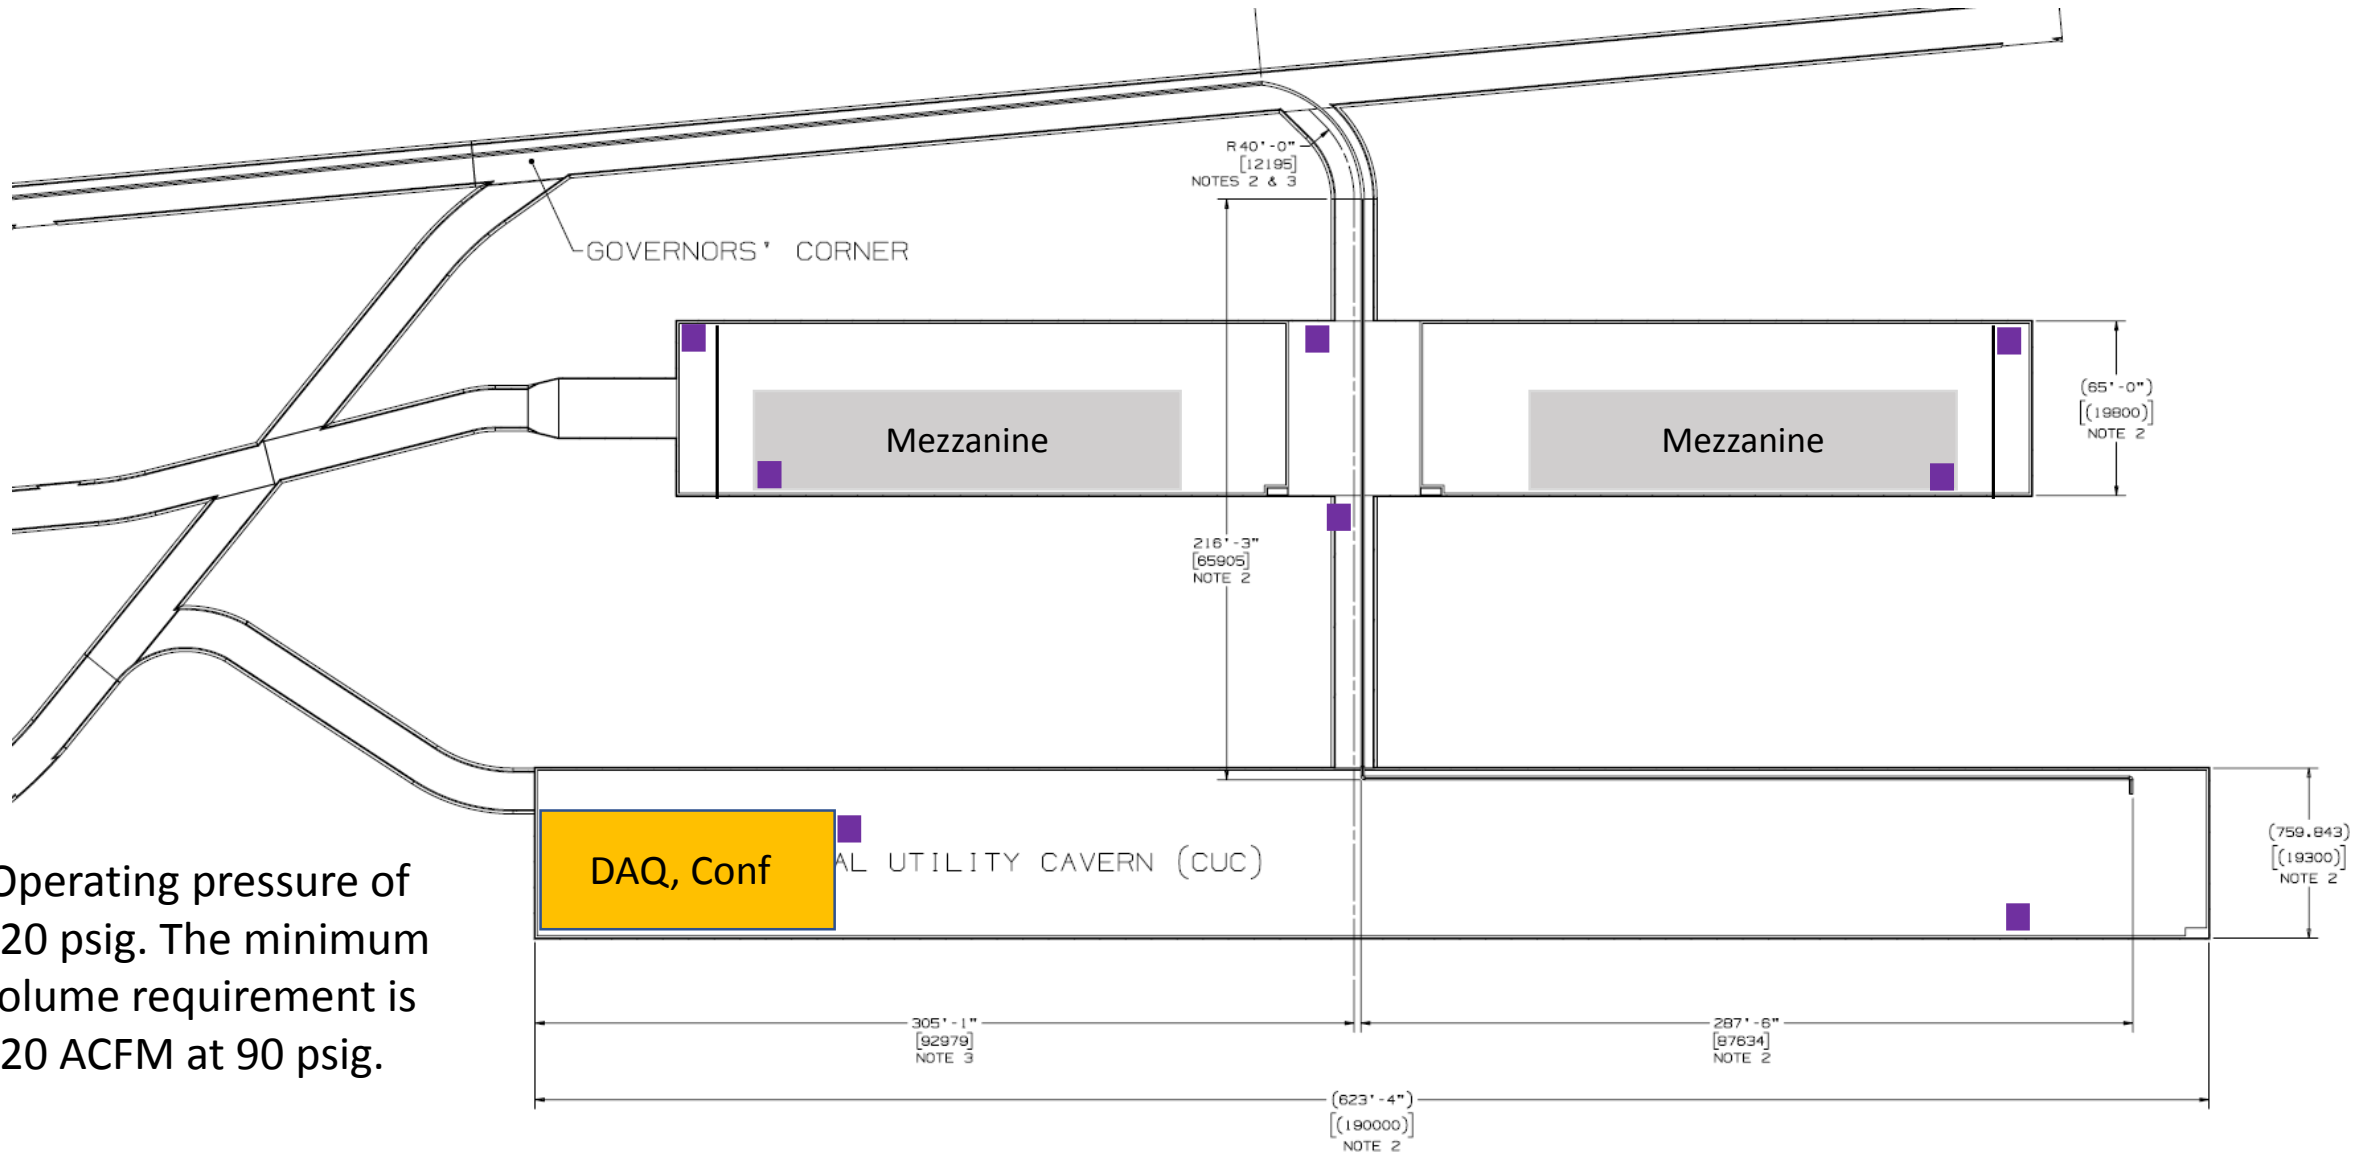 R40'-0"
[12195]
NOTES 2 & 3
GOVERNORS' CORNER
Mezzanine
Mezzanine
(65'-0")
[(19800)]
NOTE 2
216'-3"
[65905]
NOTE 2
DAQ, Conf
AL UTILITY CAVERN (CUC)
(759.843)
[(19300)]
NOTE 2
Operating pressure of
20 psig. The minimum
olume requirement is
20 ACFM at 90 psig.
305'-1"
[92979]
NOTE 3
287'-6"
[87634]
NOTE 2
(623'-4")
[(190000)]
NOTE 2